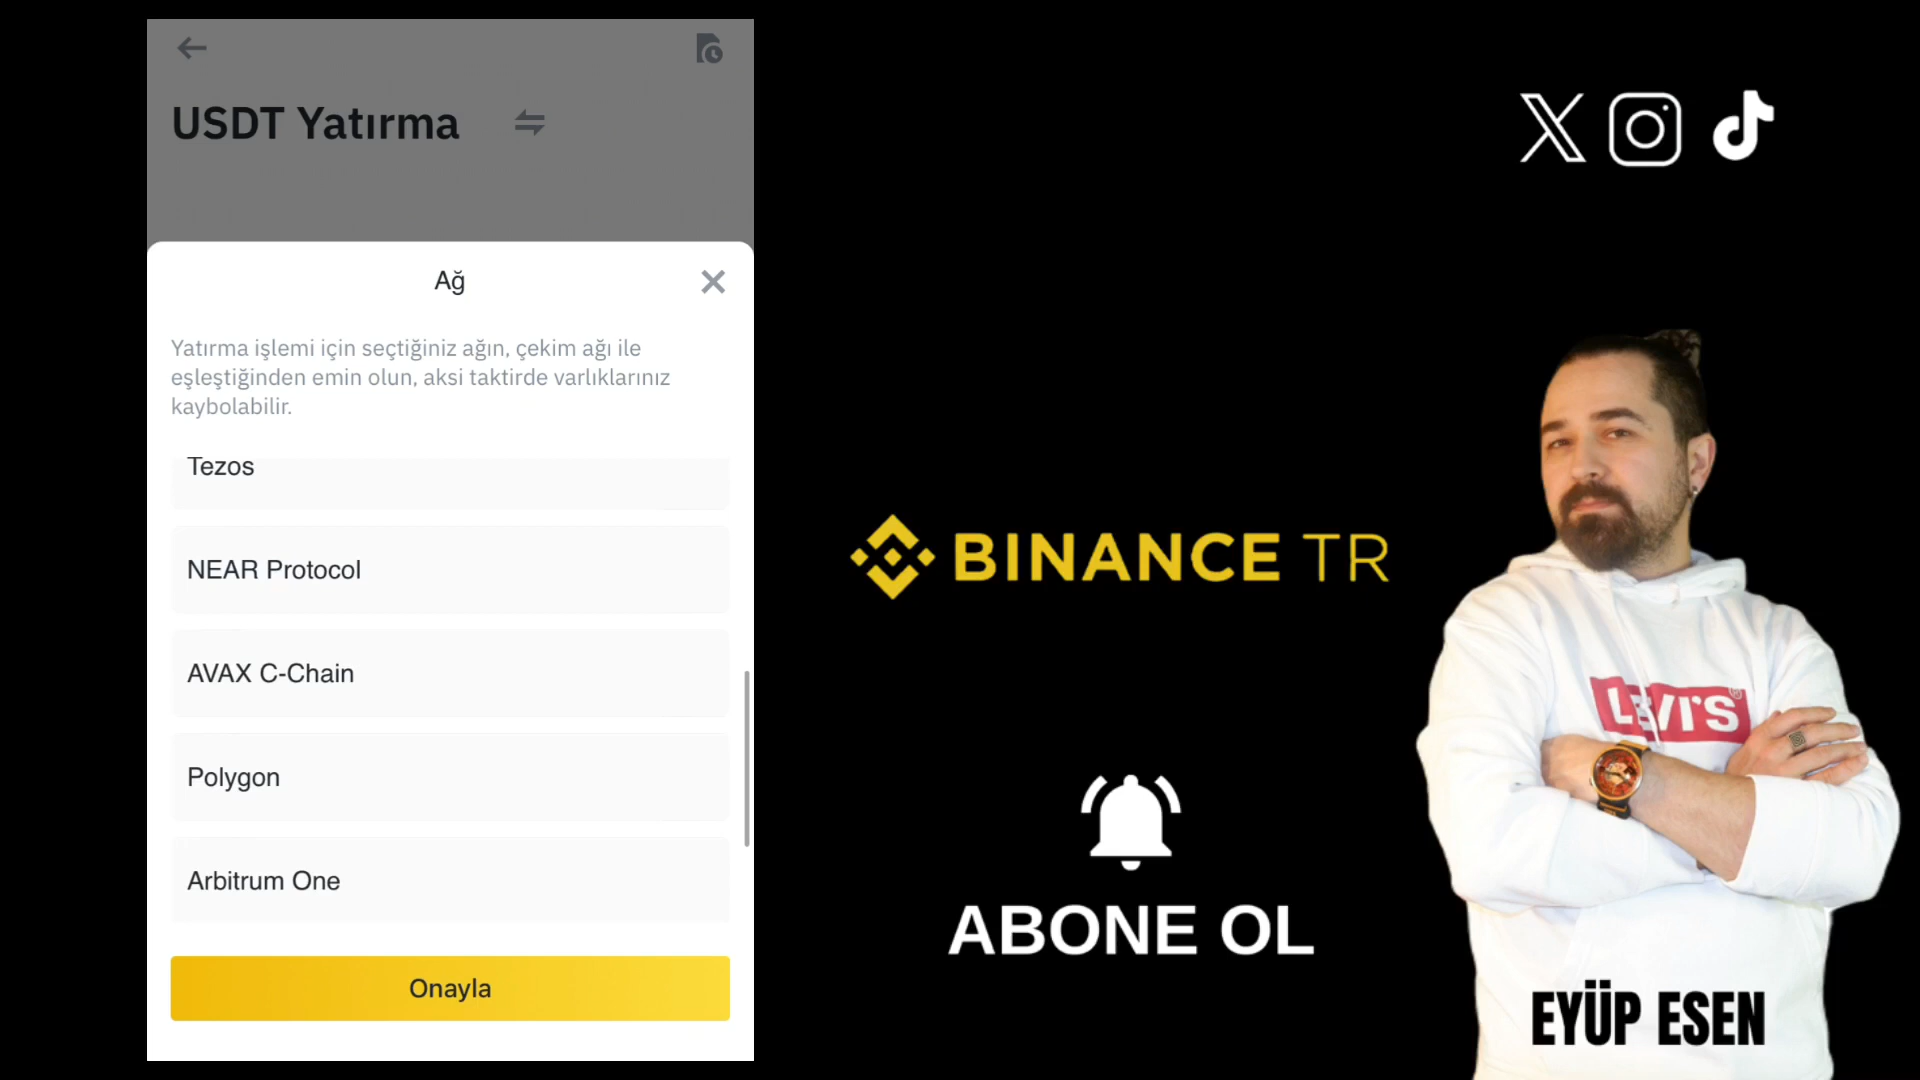 USDT Yatırma
Ağ
Yatırma işlemi için seçtiğiniz ağın, çekim ağı ile
eşleştiğinden emin olun, aksi taktirde varlıklarınız
kaybolabilir.
Tezos
NEAR Protocol
AVAX C-Chain
Polygon
Arbitrum One
Onayla
BINANCE TR
ABONE OL
LEVI'S®
EYÜP ESEN